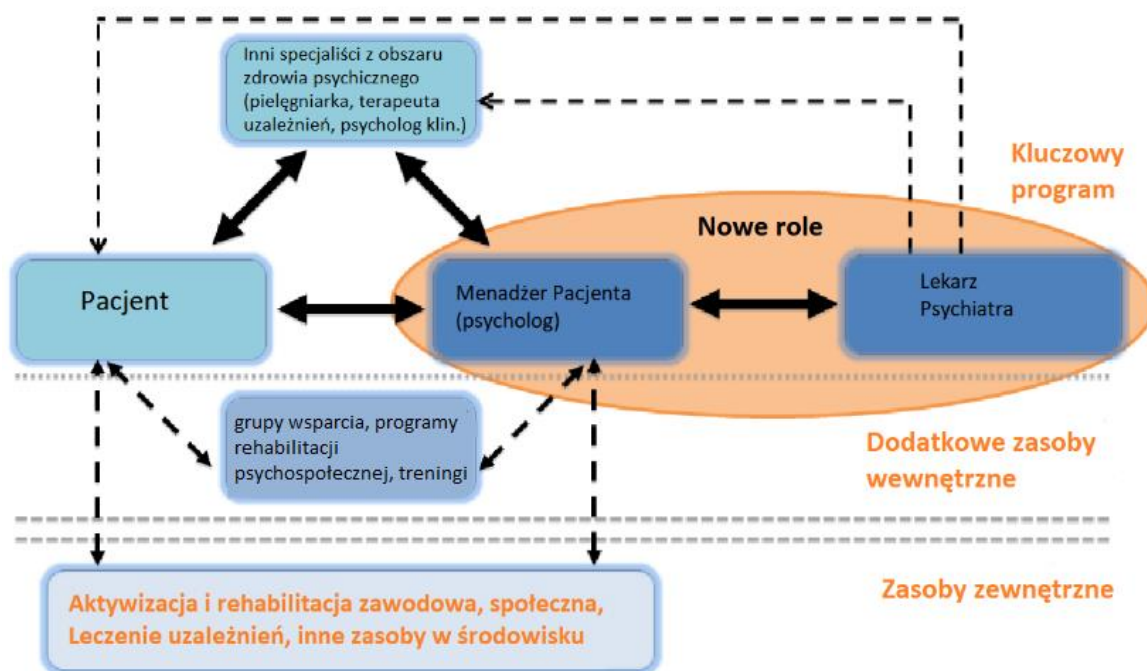 Inni specjaliści z obszaru
zdrowia psychicznego
(pielęgniarka, terapeuta
uzależnień, psycholog klin.)
Kluczowy
program
Nowe role
Pacjent
Menadżer Pacjenta
(psycholog)
Lekarz
Psychiatra
grupy wsparcia, programy
rehabilitacji
psychospołecznej, treningi
Dodatkowe zasoby
wewnętrzne
Aktywizacja i rehabilitacja zawodowa, społeczna,
Leczenie uzależnień, inne zasoby w środowisku
Zasoby zewnętrzne